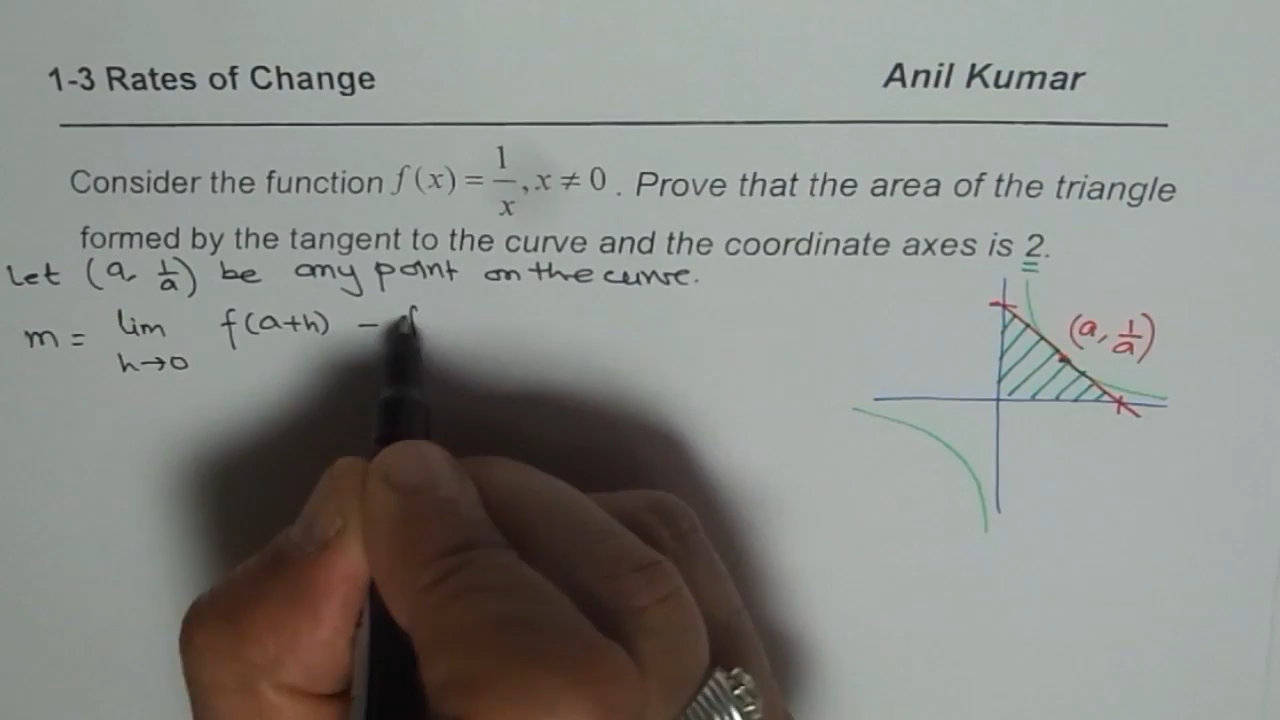 1-3 Rates of Change Anil Kumar
Consider the function f(x) = 1/x, x ≠ 0. Prove that the area of the triangle
formed by the tangent to the curve and the coordinate axes is 2.
Let (a, 1/a) be any point on the curve.
m = lim h→0 f(a+h) - f
(a, 1/a)